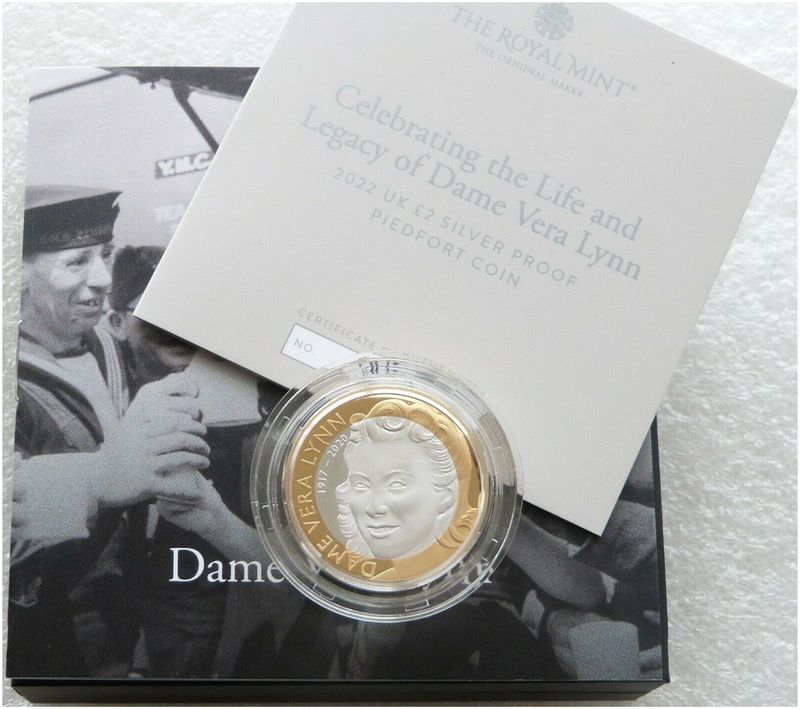 THE ROYAL MINT®
THE ORIGINAL MAKER
Celebrating the Life and
Legacy of Dame Vera Lynn
2022 UK £2 SILVER PROOF
PIEDFORT COIN
CERTIFICATE
NO.
Y.M.C.A
H.M.S.
DAME VERA LYNN
1917 – 2020
Dame